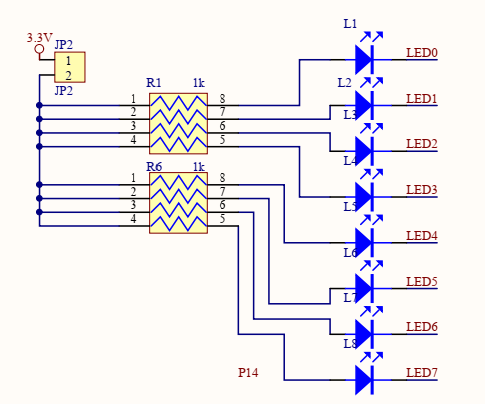 L1
3.3V
JP2
1
2
JP2
LED0
R1 1k
L2
1 8
2 7
3 6
4 5
LED1
L3
LED2
L4
R6 1k
1 8
2 7
3 6
4 5
LED3
L5
LED4
L6
LED5
L7
LED6
L8
P14
LED7